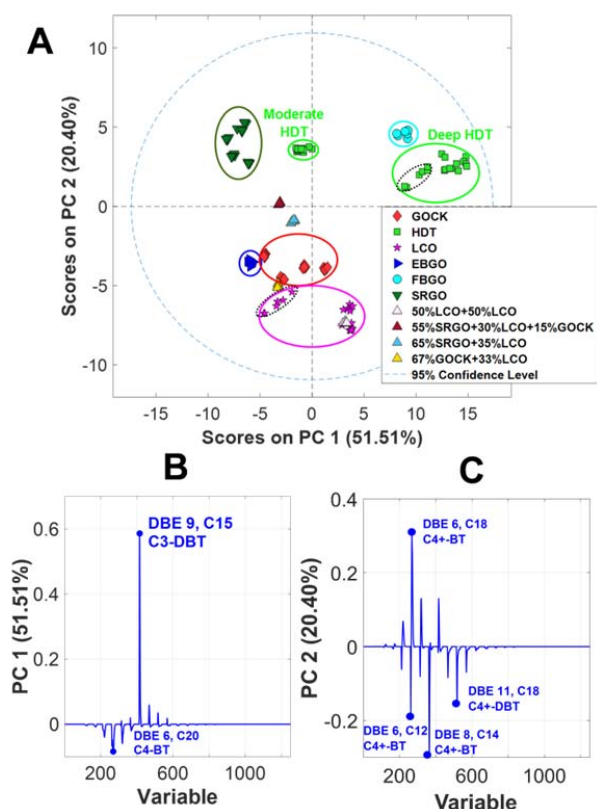 A
Moderate
HDT
Deep HDT
Scores on PC 2 (20.40%)
10
5
0
-5
-10
-15
-10
-5
0
5
10
15
Scores on PC 1 (51.51%)
GOCK
HDT
LCO
EBGO
FBGO
SRGO
50%LCO+50%LCO
55%SRGO+30%LCO+15%GOCK
65%SRGO+35%LCO
67%GOCK+33%LCO
95% Confidence Level
B
DBE 9, C15
C3-DBT
DBE 6, C20
C4-BT
PC 1 (51.51%)
0.6
0.4
0.2
0
200
600
1000
Variable
C
DBE 6, C18
C4+-BT
DBE 11, C18
C4+-DBT
DBE 6, C12
C4+-BT
DBE 8, C14
C4+-BT
PC 2 (20.40%)
0.4
0.2
0
-0.2
200
600
1000
Variable